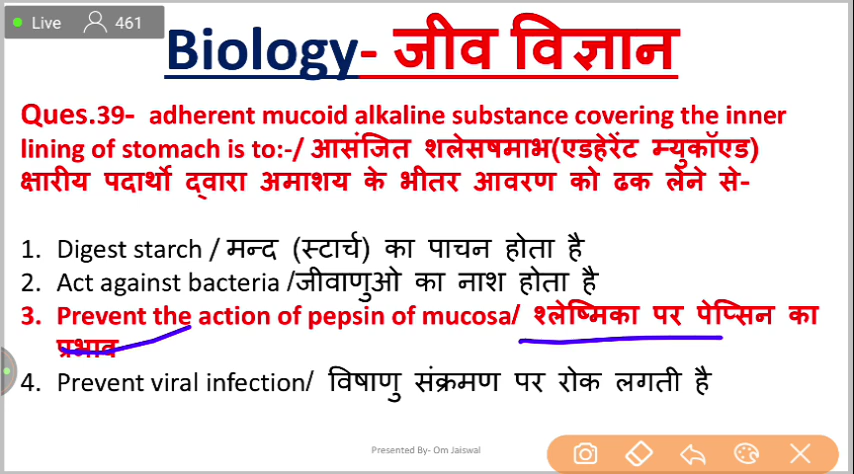 Live 461
Biology- जीव विज्ञान
Ques.39- adherent mucoid alkaline substance covering the inner
lining of stomach is to:-/ आसंजित शलेसषमाभ(एडहेरेंट म्युकॉएड)
क्षारीय पदार्थो द्वारा अमाशय के भीतर आवरण को ढक लेने से-
1. Digest starch / मन्द (स्टार्च) का पाचन होता है
2. Act against bacteria /जीवाणुओ का नाश होता है
3. Prevent the action of pepsin of mucosa/ श्लेष्मिका पर पेप्सिन का
प्रभाव
4. Prevent viral infection/ विषाणु संक्रमण पर रोक लगती है
Presented By- Om Jaiswal